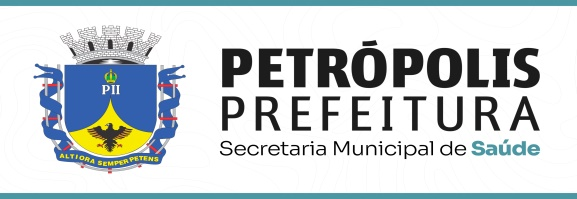 PII
ALTIORA SEMPER PETENS
PETRÓPOLIS
PREFEITURA
Secretaria Municipal de Saúde